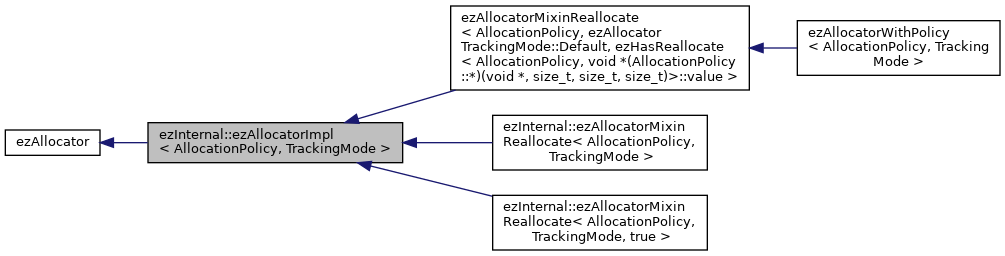 ezAllocator
ezInternal::ezAllocatorImpl
< AllocationPolicy, TrackingMode >
ezAllocatorMixinReallocate
< AllocationPolicy, ezAllocator
TrackingMode::Default, ezHasReallocate
< AllocationPolicy, void *(AllocationPolicy
::*)(void *, size_t, size_t, size_t)>::value >
ezAllocatorWithPolicy
< AllocationPolicy, Tracking
Mode >
ezInternal::ezAllocatorMixin
Reallocate< AllocationPolicy,
TrackingMode >
ezInternal::ezAllocatorMixin
Reallocate< AllocationPolicy,
TrackingMode, true >